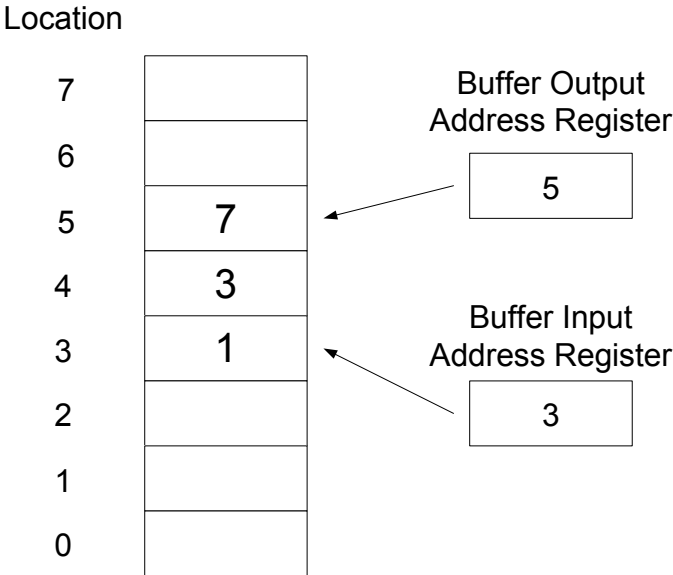 Location
7
6
5 7
4 3
3 1
2
1
0
Buffer Output
Address Register
5
Buffer Input
Address Register
3